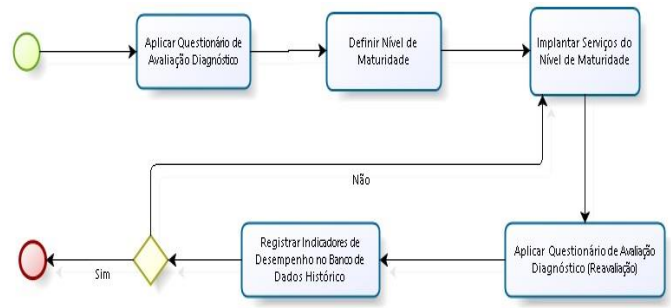 Aplicar Questionário de
Avaliação Diagnóstico
Definir Nível de
Maturidade
Implantar Serviços do
Nível de Maturidade
Não
Aplicar Questionário de Avaliação
Diagnóstico (Reavaliação)
Registrar Indicadores de
Desempenho no Banco de
Dados Histórico
Sim